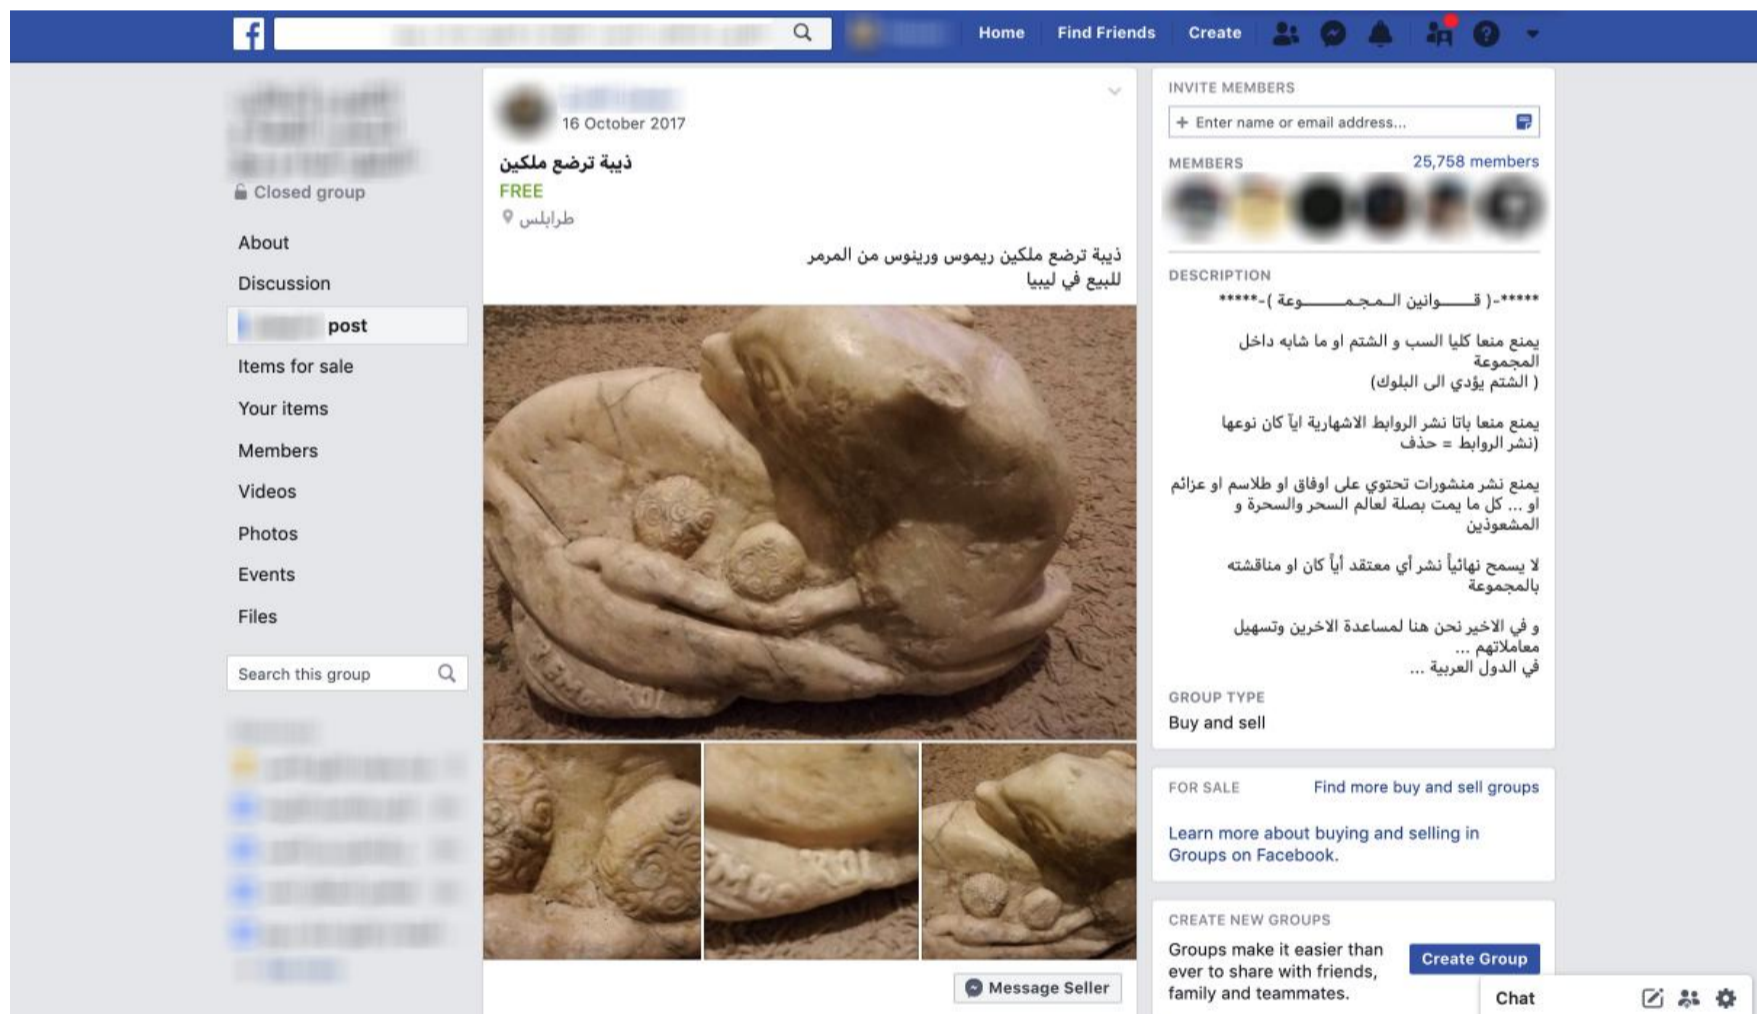 Home
Find Friends
Create
Closed group
About
Discussion
post
Items for sale
Your items
Members
Videos
Photos
Events
Files
Search this group
16 October 2017
ذيبة ترضع ملكين
FREE
طرابلس
ذيبة ترضع ملكين ريموس ورينوس من المرمر
للبيع في ليبيا
Message Seller
INVITE MEMBERS
+ Enter name or email address...
MEMBERS
25,758 members
DESCRIPTION
*****-( قـــــوانين الـــمـجـمـــــــــوعة )-*****
يمنع منعا كليا السب و الشتم او ما شابه داخل
المجموعة
( الشتم يؤدي الى البلوك)
يمنع منعا باتا نشر الروابط الاشهارية اياً كان نوعها
(نشر الروابط = حذف
يمنع نشر منشورات تحتوي على اوفاق او طلاسم او عزائم
او ... كل ما يمت بصلة لعالم السحر والسحرة و
المشعوذين
لا يسمح نهائياً نشر أي معتقد أياً كان او مناقشته
بالمجموعة
و في الاخير نحن هنا لمساعدة الاخرين وتسهيل
معاملاتهم ...
في الدول العربية ...
GROUP TYPE
Buy and sell
FOR SALE
Find more buy and sell groups
Learn more about buying and selling in
Groups on Facebook.
CREATE NEW GROUPS
Groups make it easier than
ever to share with friends,
family and teammates.
Create Group
Chat